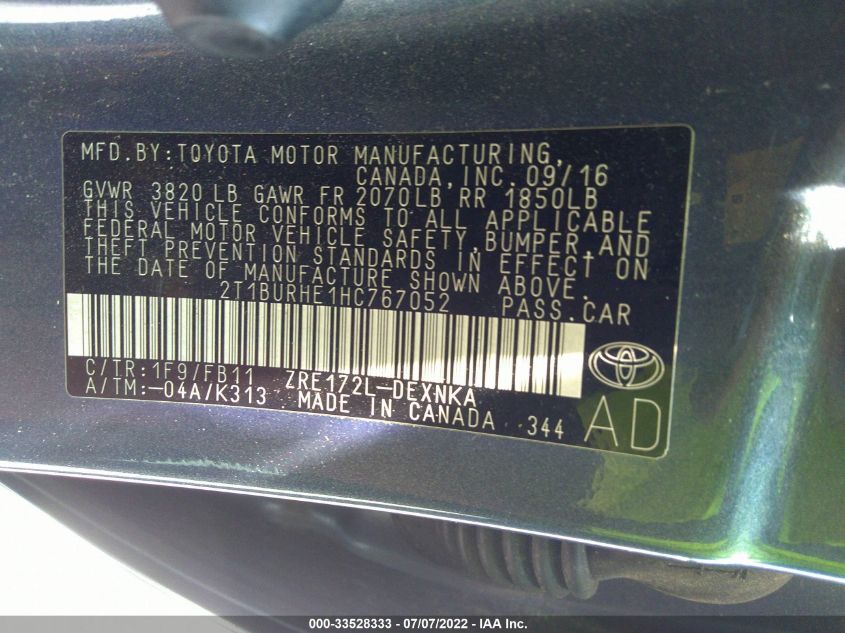 MFD.BY:TOYOTA MOTOR MANUFACTURING,
CANADA,INC.09/16
GVWR 3820 LB GAWR FR 2070LB RR 1850LB
THIS VEHICLE CONFORMS TO ALL APPLICABLE
FEDERAL MOTOR VEHICLE SAFETY,BUMPER,AND
THEFT PREVENTION STANDARDS IN EFFECT ON
THE DATE OF MANUFACTURE SHOWN ABOVE.
2T1BURHE1HC767052 PASS.CAR
C/TR:1F9/FB11 ZRE172L-DEXNKA
A/TM:-04A/K313 MADE IN CANADA 344
AD
000-33528333 - 07/07/2022 - IAA Inc.